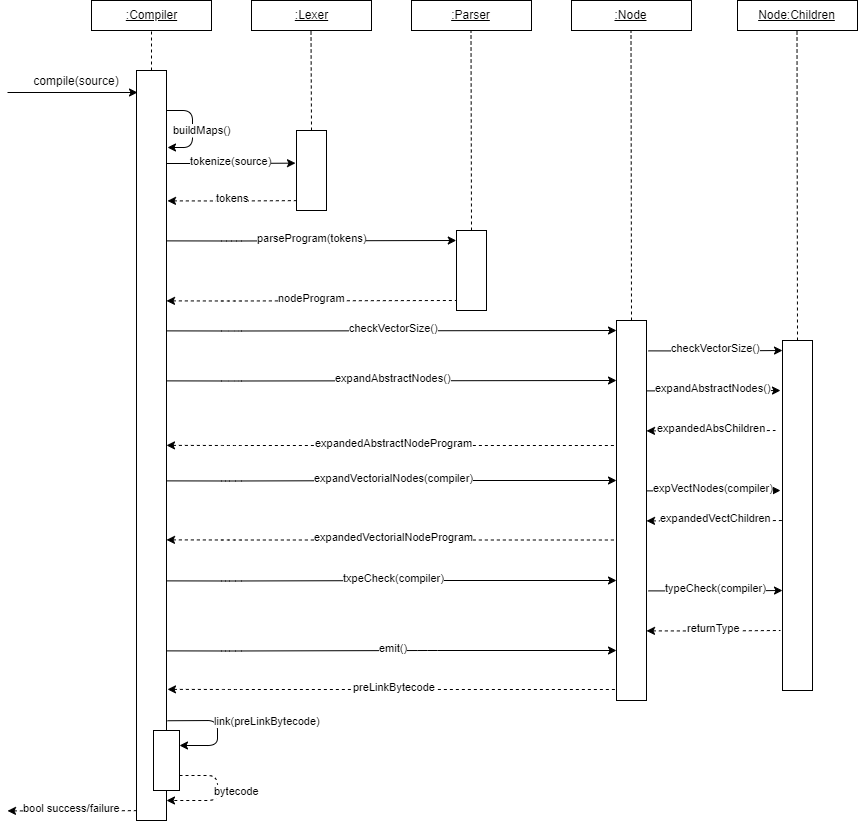 :Compiler
:Lexer
:Parser
:Node
Node:Children
compile(source)
buildMaps()
tokenize(source)
tokens
parseProgram(tokens)
nodeProgram
checkVectorSize()
checkVectorSize()
expandAbstractNodes()
expandAbstractNodes()
expandedAbsChildren
expandedAbstractNodeProgram
expandVectorialNodes(compiler)
expVectNodes(compiler)
expandedVectChildren
expandedVectorialNodeProgram
txpeCheck(compiler)
typeCheck(compiler)
returnType
emit()
preLinkBytecode
link(preLinkBytecode)
bytecode
bool success/failure